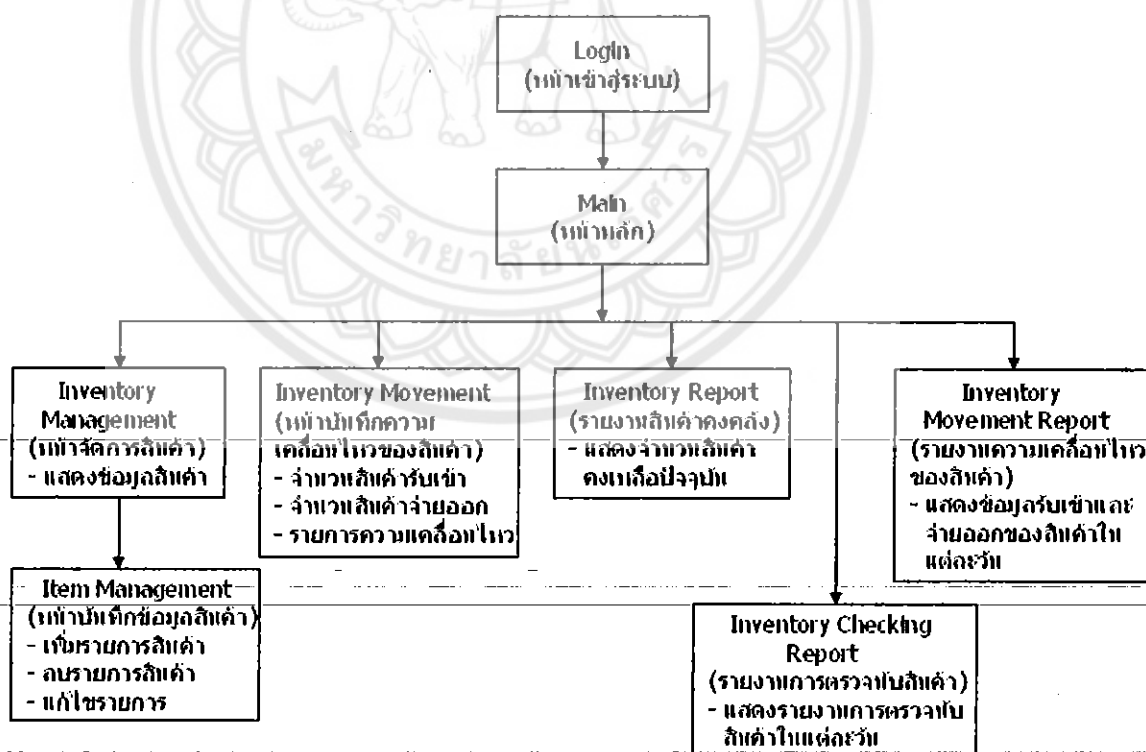 Login
(หน้าเข้าสู่ระบบ)
มหาวิทยาลัยนเรศวร
Main
(หน้าหลัก)
Inventory
Management
(หน้าจัดการสินค้า)
- แสดงข้อมูลสินค้า
Inventory Movement
(หน้าบันทึกความ
เคลื่อนไหวของสินค้า)
- จำนวนสินค้ารับเข้า
- จำนวนสินค้าจ่ายออก
- รายการความเคลื่อนไหว
Inventory Report
(รายงานสินค้าคงคลัง)
- แสดงจำนวนสินค้า
คงเหลือปัจจุบัน
Inventory
Movement Report
(รายงานความเคลื่อนไหว
ของสินค้า)
- แสดงข้อมูลรับเข้าและ
จ่ายออกของสินค้าใน
แต่ละวัน
Item Management
(หน้าบันทึกข้อมูลสินค้า)
- เพิ่มรายการสินค้า
- ลบรายการสินค้า
- แก้ไขรายการ
Inventory Checking
Report
(รายงานการตรวจนับสินค้า)
- แสดงรายงานการตรวจนับ
สินค้าในแต่ละวัน